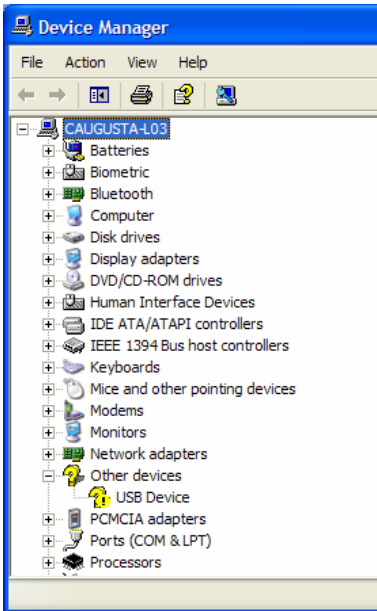 Device Manager
File Action View Help
CAUGUSTA-L03
Batteries
Biometric
Bluetooth
Computer
Disk drives
Display adapters
DVD/CD-ROM drives
Human Interface Devices
IDE ATA/ATAPI controllers
IEEE 1394 Bus host controllers
Keyboards
Mice and other pointing devices
Modems
Monitors
Network adapters
Other devices
USB Device
PCMCIA adapters
Ports (COM & LPT)
Processors